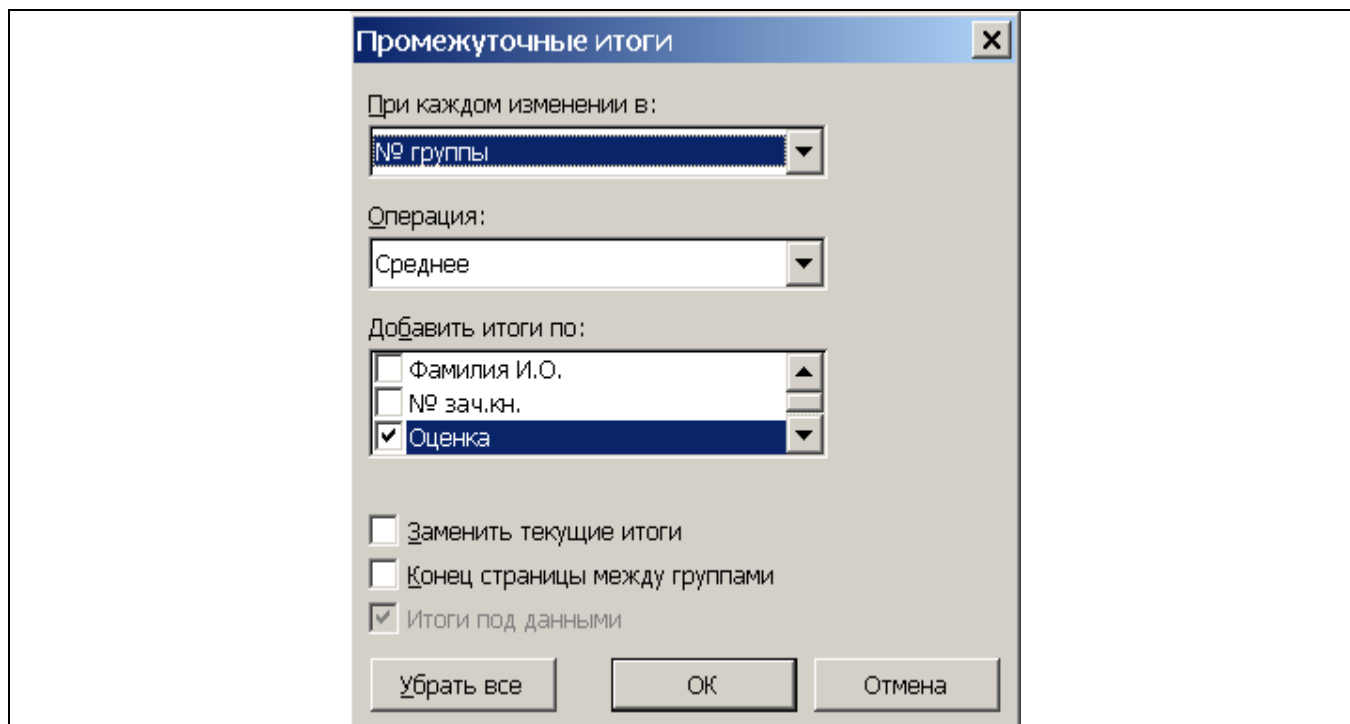 Промежуточные итоги
При каждом изменении в:
№ группы
Операция:
Среднее
Добавить итоги по:
Фамилия И.О.
№ зач.кн.
Оценка
Заменить текущие итоги
Конец страницы между группами
Итоги под данными
Убрать все ОК Отмена